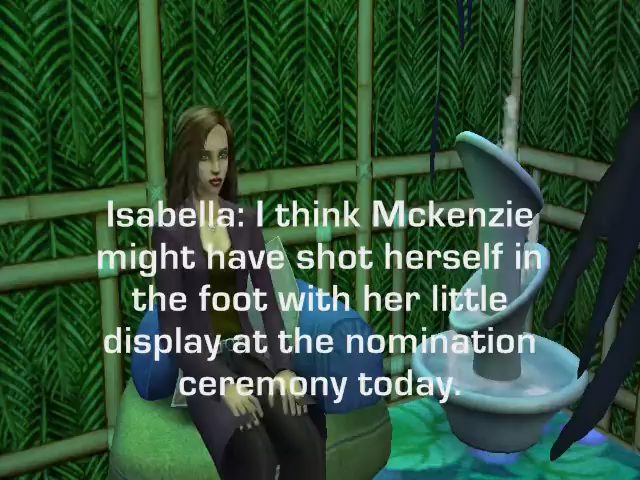 Isabella: I think Mckenzie
might have shot herself in
the foot with her little
display at the nomination
ceremony today.